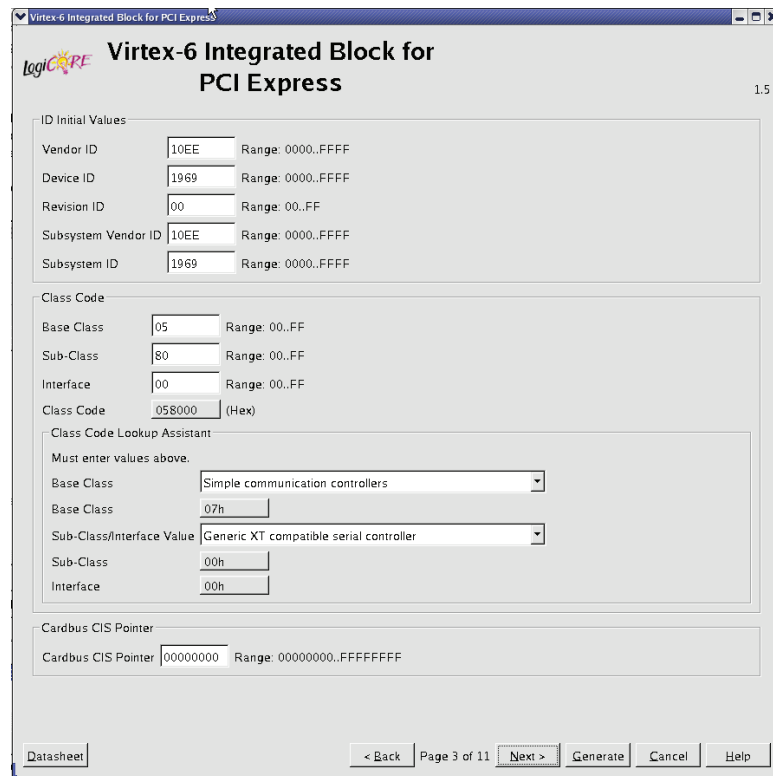 Virtex-6 Integrated Block for PCI Express
LogiCORE
Virtex-6 Integrated Block for
PCI Express
1.5
ID Initial Values
Vendor ID 10EE Range: 0000..FFFF
Device ID 1969 Range: 0000..FFFF
Revision ID 00 Range: 00..FF
Subsystem Vendor ID 10EE Range: 0000..FFFF
Subsystem ID 1969 Range: 0000..FFFF
Class Code
Base Class 05 Range: 00..FF
Sub-Class 80 Range: 00..FF
Interface 00 Range: 00..FF
Class Code 058000 (Hex)
Class Code Lookup Assistant
Must enter values above.
Base Class Simple communication controllers
Base Class 07h
Sub-Class/Interface Value Generic XT compatible serial controller
Sub-Class 00h
Interface 00h
Cardbus CIS Pointer
Cardbus CIS Pointer 00000000 Range: 00000000..FFFFFFFF
Datasheet < Back Page 3 of 11 Next > Generate Cancel Help